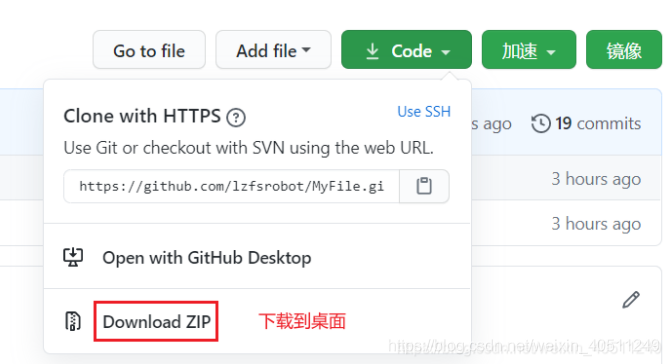 Go to file
Add file
Code
加速
镜像
Clone with HTTPS
Use SSH
s ago
19 commits
Use Git or checkout with SVN using the web URL.
https://github.com/lzfsrobot/MyFile.gi
3 hours ago
Open with GitHub Desktop
3 hours ago
Download ZIP
下载到桌面
https://blog.csdn.net/weixin_40511249